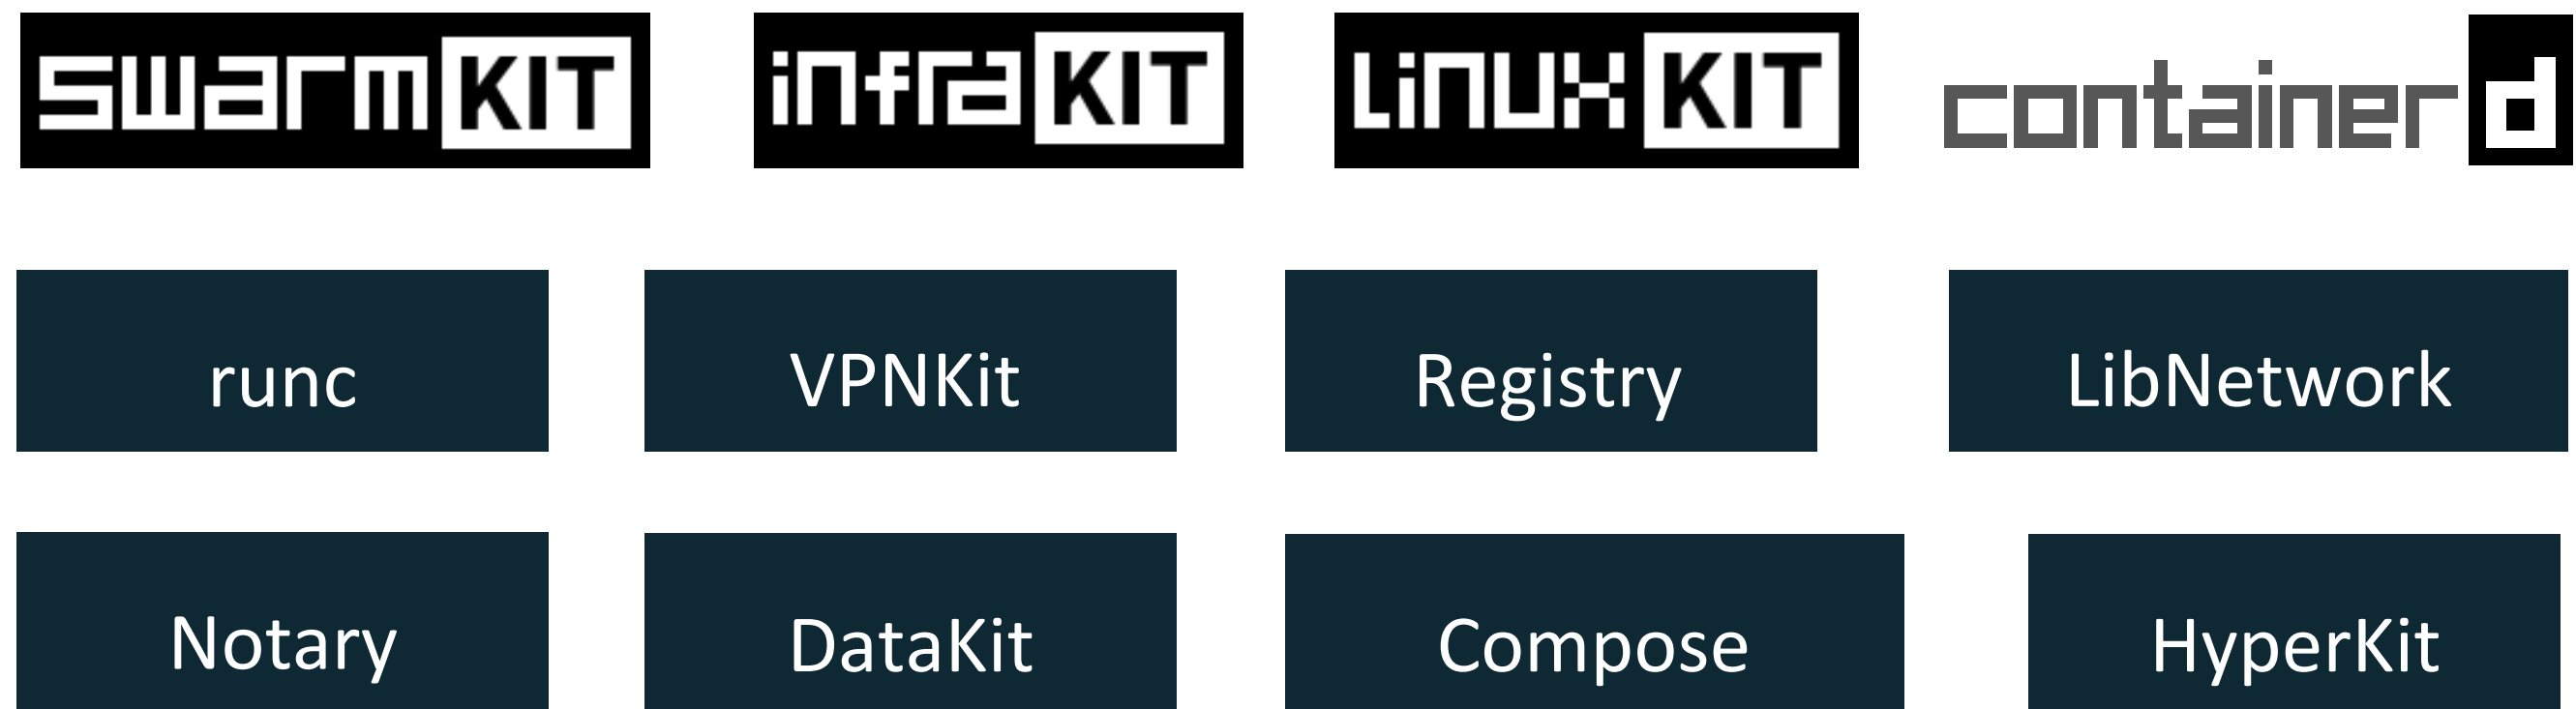 swarmKIT infraKIT LinuxKIT containerd
runc VPNKit Registry LibNetwork
Notary DataKit Compose HyperKit